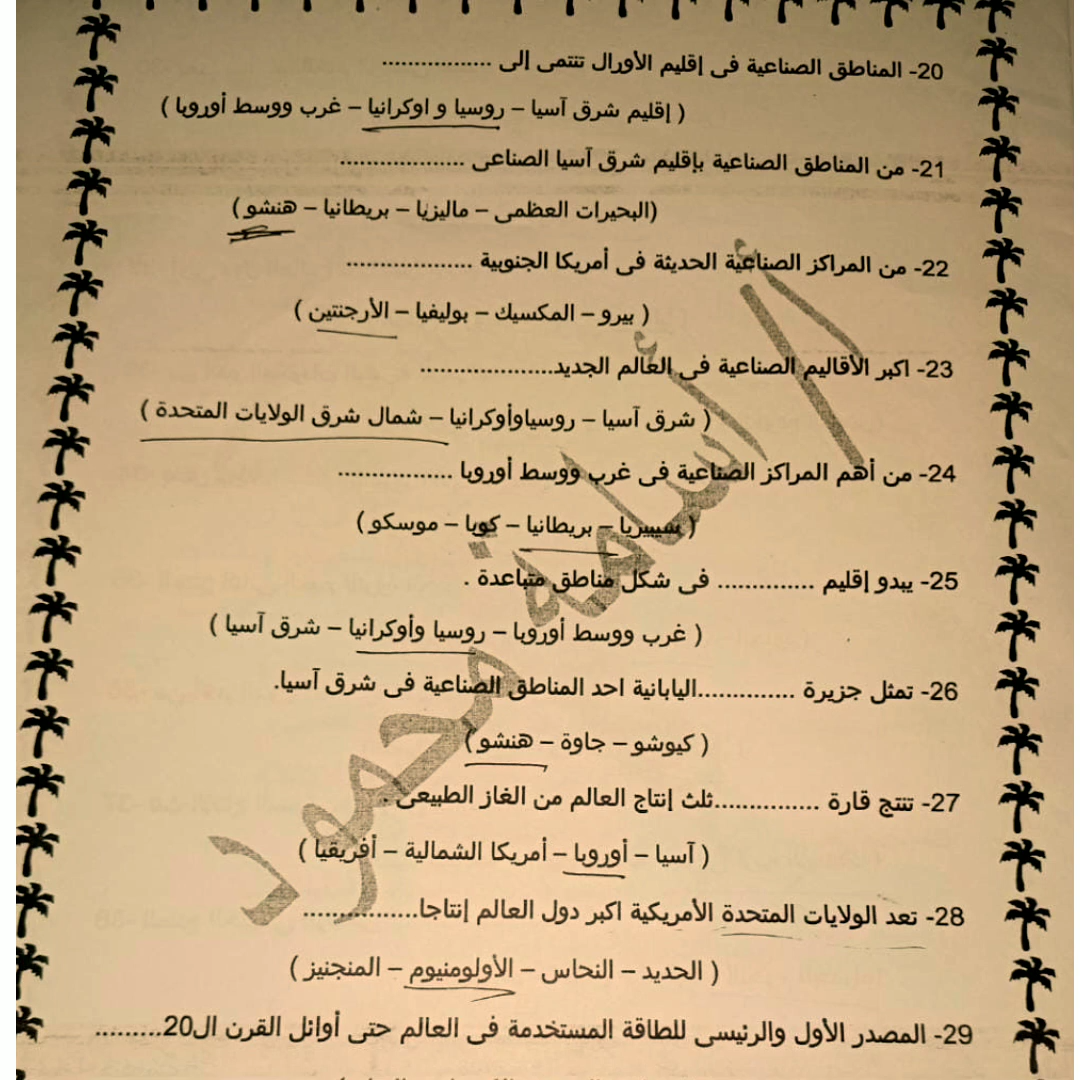 20- المناطق الصناعية فى إقليم الأورال تنتمى إلى .................
( إقليم شرق آسيا – روسيا و اوكرانيا – غرب ووسط أوروبا )
21- من المناطق الصناعية بإقليم شرق آسيا الصناعى ...................
(البحيرات العظمى – ماليزيا – بريطانيا – هنشو )
22- من المراكز الصناعية الحديثة فى أمريكا الجنوبية ...................
( بيرو – المكسيك – بوليفيا – الأرجنتين )
23- اكبر الأقاليم الصناعية فى العالم الجديد....................
( شرق آسيا – روسياوأوكرانيا – شمال شرق الولايات المتحدة )
24- من أهم المراكز الصناعية فى غرب ووسط أوروبا .................
( سيبيريا – بريطانيا – كوبا – موسكو )
25- يبدو إقليم .............. فى شكل مناطق متباعدة .
( غرب ووسط أوروبا – روسيا وأوكرانيا – شرق آسيا )
26- تمثل جزيرة ..............اليابانية احد المناطق الصناعية فى شرق آسيا.
( كيوشو – جاوة – هنشو )
27- تنتج قارة ................ثلث إنتاج العالم من الغاز الطبيعى .
( آسيا – أوروبا – أمريكا الشمالية – أفريقيا )
28- تعد الولايات المتحدة الأمريكية اكبر دول العالم إنتاجا.................
( الحديد – النحاس – الأولومنيوم – المنجنيز )
29- المصدر الأول والرئيسى للطاقة المستخدمة فى العالم حتى أوائل القرن ال20.........
أ/ أسامة محمود